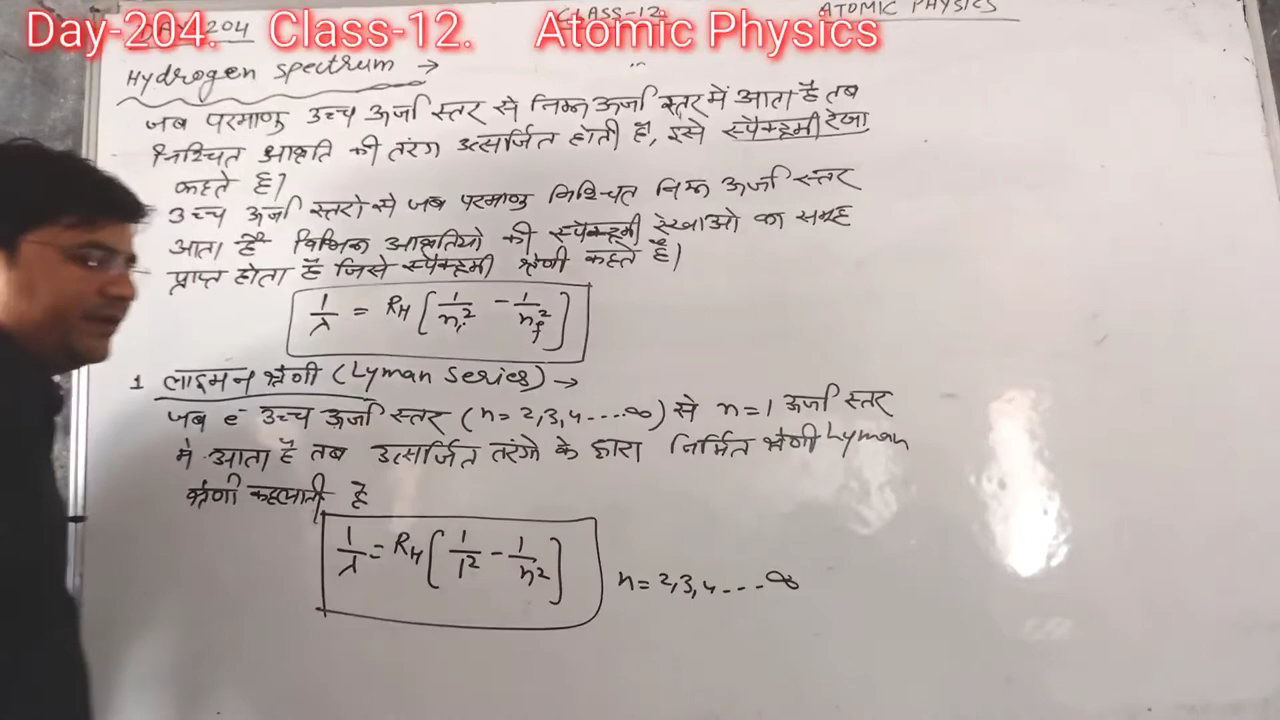 Day-204. Class-12. Atomic Physics
DAY-204 CLASS-12 ATOMIC PHYSICS
Hydrogen spectrum →
जब परमाणु उच्च ऊर्जा स्तर से निम्न ऊर्जा स्तर में आता है तब
निश्चित आवृति की तरंग उत्सर्जित होती है, इसे स्पैक्ट्रमी रेखा
कहते है।
उच्च ऊर्जा स्तरो से जब परमाणु निश्चित निम्न ऊर्जा स्तर
आता है विभिन्न आवृतियो की स्पैक्ट्रमी रेखाओ का समूह
प्राप्त होता है जिसे स्पैक्ट्रमी श्रेणी कहते है।
1/λ = R_H [1/n_i² - 1/n_f²]
1 लाइमन श्रेणी (Lyman Series) →
जब e⁻ उच्च ऊर्जा स्तर (n = 2,3,4 ----∞) से n=1 ऊर्जा स्तर
मे आता है तब उत्सर्जित तरंगो के द्वारा निर्मित श्रेणी Lyman
श्रेणी कहलाती है
1/λ = R_H [1/1² - 1/n²] n = 2,3,4 ---∞